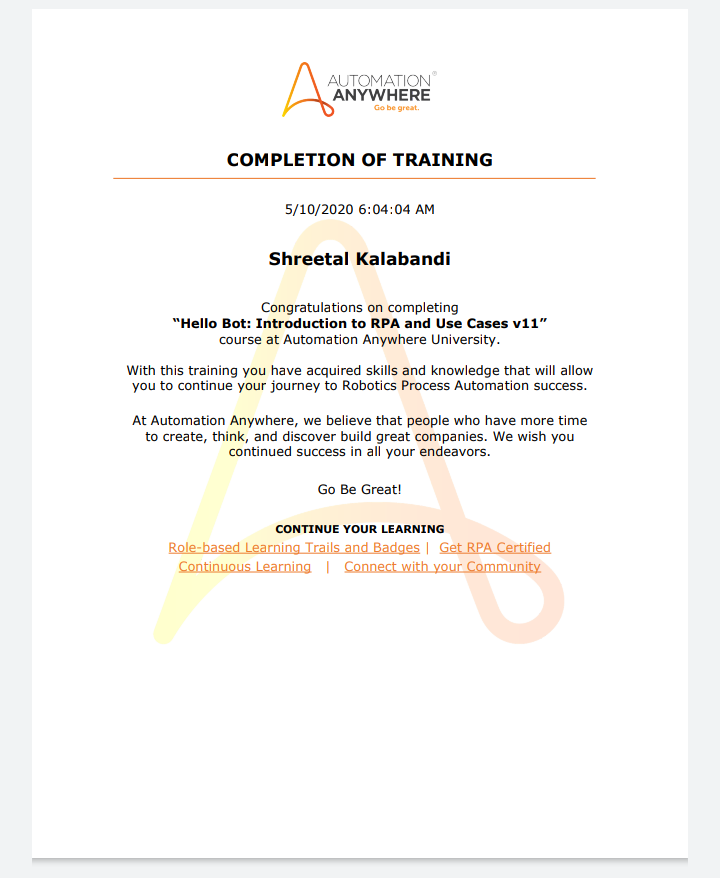 AUTOMATION®
ANYWHERE
Go be great.
COMPLETION OF TRAINING
5/10/2020 6:04:04 AM
Shreetal Kalabandi
Congratulations on completing
“Hello Bot: Introduction to RPA and Use Cases v11”
course at Automation Anywhere University.
With this training you have acquired skills and knowledge that will allow
you to continue your journey to Robotics Process Automation success.
At Automation Anywhere, we believe that people who have more time
to create, think, and discover build great companies. We wish you
continued success in all your endeavors.
Go Be Great!
CONTINUE YOUR LEARNING
Role-based Learning Trails and Badges | Get RPA Certified
Continuous Learning | Connect with your Community